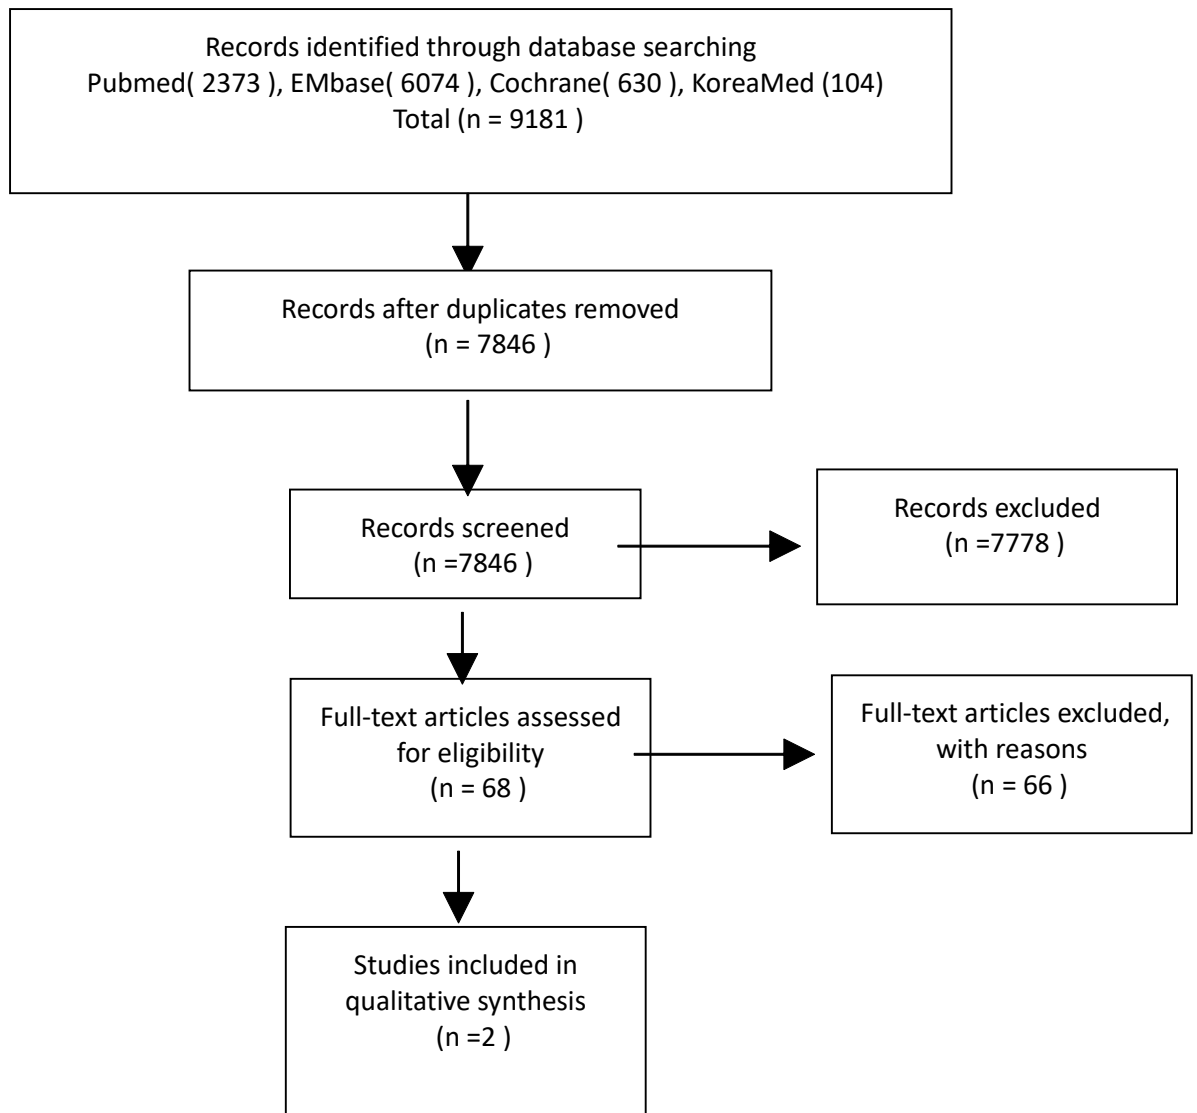 Records identified through database searching
Pubmed( 2373 ), EMbase( 6074 ), Cochrane( 630 ), KoreaMed (104)
Total (n = 9181 )
Records after duplicates removed
(n = 7846 )
Records screened
(n =7846 )
Records excluded
(n =7778 )
Full-text articles assessed
for eligibility
(n = 68 )
Full-text articles excluded,
with reasons
(n = 66 )
Studies included in
qualitative synthesis
(n =2 )